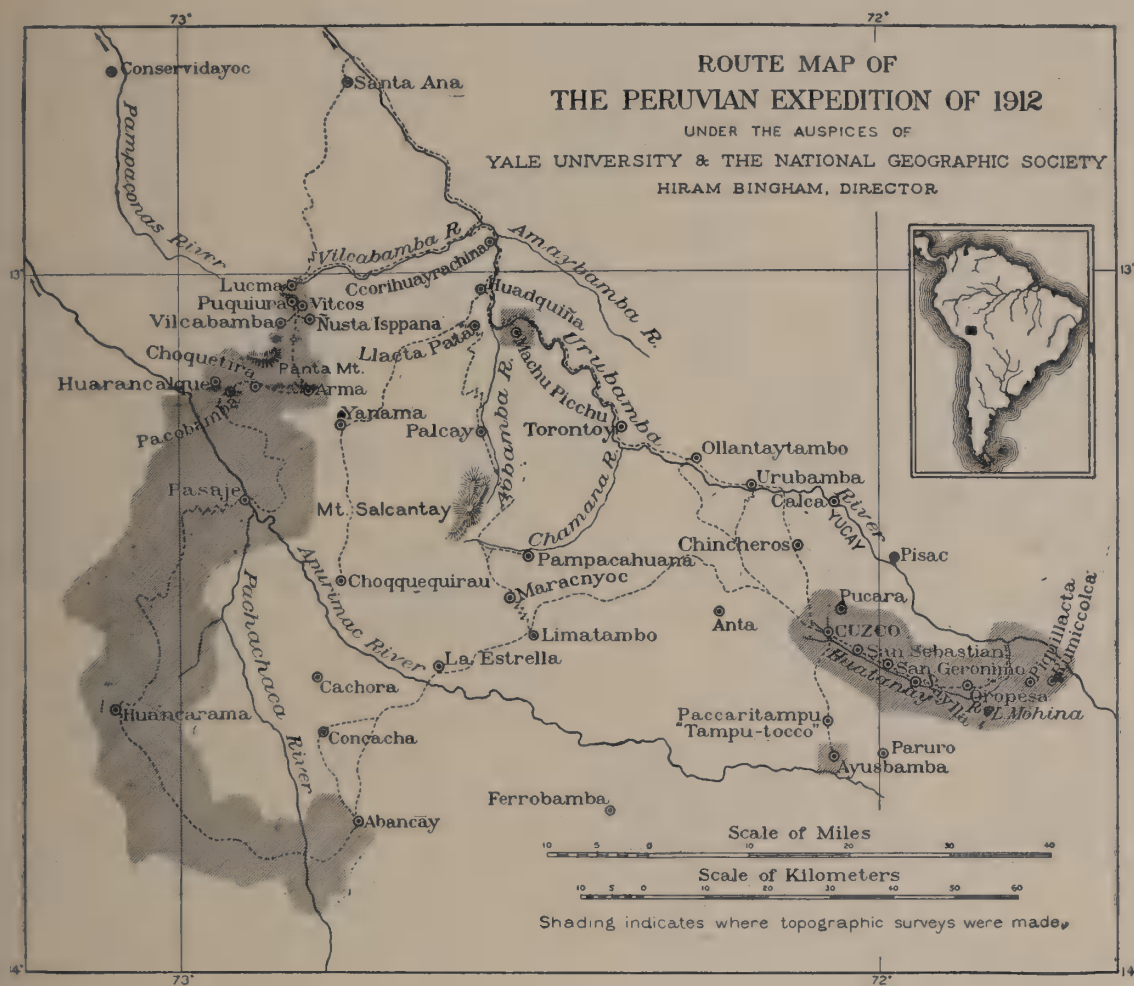 73°
72°
Conservidayoc
Santa Ana
ROUTE MAP OF
THE PERUVIAN EXPEDITION OF 1912
UNDER THE AUSPICES OF
YALE UNIVERSITY & THE NATIONAL GEOGRAPHIC SOCIETY
HIRAM BINGHAM, DIRECTOR
Pampaconas River
Vilcabamba R
Amaybamba R.
13°
13°
Ccorihuayrachina
Lucma
Huadquiña
Puquiura
Vitcos
Vilcabamba
Ñusta Isppana
Llacta Pata
Machu Picchu
Urubamba
River
Choquetira
Panta Mt.
Huarancalque
Arma
Pacobamba
Yanama
Palcay
Torontoy
Aobamba R.
Ollantaytambo
Urubamba
Calca
YUCAY
Pasaje
Mt. Salcantay
Chamana R.
Chincheros
Pisac
Pampacahuana
Choqquequirau
Maracnyoc
Pucara
Apurimac River
Anta
CUZCO
Limatambo
San Sebastian
Piquillacta
Rumiccolca
San Geronimo
La Estrella
Pachachaca River
Cachora
Oropesa
Huatanay
R.
L. Mohina
Huancarama
Paccaritampu
"Tampu-tocco"
Concacha
Paruro
Ayusbamba
Ferrobamba
Abancay
Scale of Miles
10 5 0 10 20 30 40
Scale of Kilometers
10 5 0 10 20 30 40 50 60
Shading indicates where topographic surveys were made.
14°
14
73°
72°